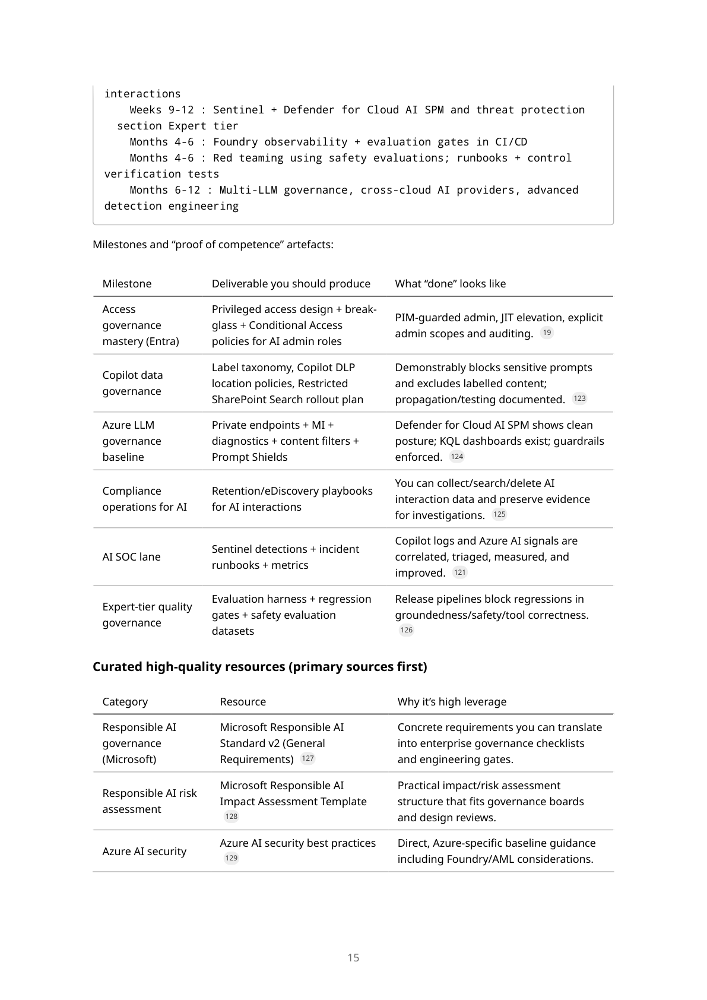 interactions
Weeks 9-12 : Sentinel + Defender for Cloud AI SPM and threat protection
section Expert tier
Months 4-6 : Foundry observability + evaluation gates in CI/CD
Months 4-6 : Red teaming using safety evaluations; runbooks + control
verification tests
Months 6-12 : Multi-LLM governance, cross-cloud AI providers, advanced
detection engineering
Milestones and “proof of competence” artefacts:
Milestone
Deliverable you should produce
What “done” looks like
Access
governance
mastery (Entra)
Privileged access design + break-
glass + Conditional Access
policies for AI admin roles
PIM-guarded admin, JIT elevation, explicit
admin scopes and auditing. 19
Copilot data
governance
Label taxonomy, Copilot DLP
location policies, Restricted
SharePoint Search rollout plan
Demonstrably blocks sensitive prompts
and excludes labelled content;
propagation/testing documented. 123
Azure LLM
governance
baseline
Private endpoints + MI +
diagnostics + content filters +
Prompt Shields
Defender for Cloud AI SPM shows clean
posture; KQL dashboards exist; guardrails
enforced. 124
Compliance
operations for AI
Retention/eDiscovery playbooks
for AI interactions
You can collect/search/delete AI
interaction data and preserve evidence
for investigations. 125
AI SOC lane
Sentinel detections + incident
runbooks + metrics
Copilot logs and Azure AI signals are
correlated, triaged, measured, and
improved. 121
Expert-tier quality
governance
Evaluation harness + regression
gates + safety evaluation
datasets
Release pipelines block regressions in
groundedness/safety/tool correctness.
126
Curated high-quality resources (primary sources first)
Category
Resource
Why it’s high leverage
Responsible AI
governance
(Microsoft)
Microsoft Responsible AI
Standard v2 (General
Requirements) 127
Concrete requirements you can translate
into enterprise governance checklists
and engineering gates.
Responsible AI risk
assessment
Microsoft Responsible AI
Impact Assessment Template
128
Practical impact/risk assessment
structure that fits governance boards
and design reviews.
Azure AI security
Azure AI security best practices
129
Direct, Azure-specific baseline guidance
including Foundry/AML considerations.
15